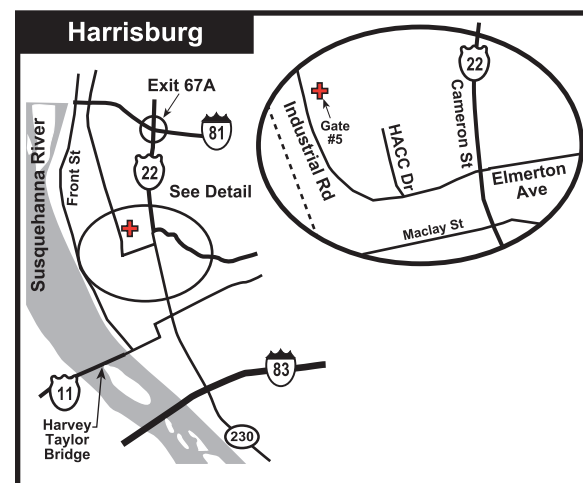 Harrisburg
Exit 67A
81
22
See Detail
Front St
Susquehanna River
83
11
Harvey
Taylor
Bridge
230
22
Cameron St
Industrial Rd
Gate
#5
HACC Dr
Elmerton
Ave
Maclay St